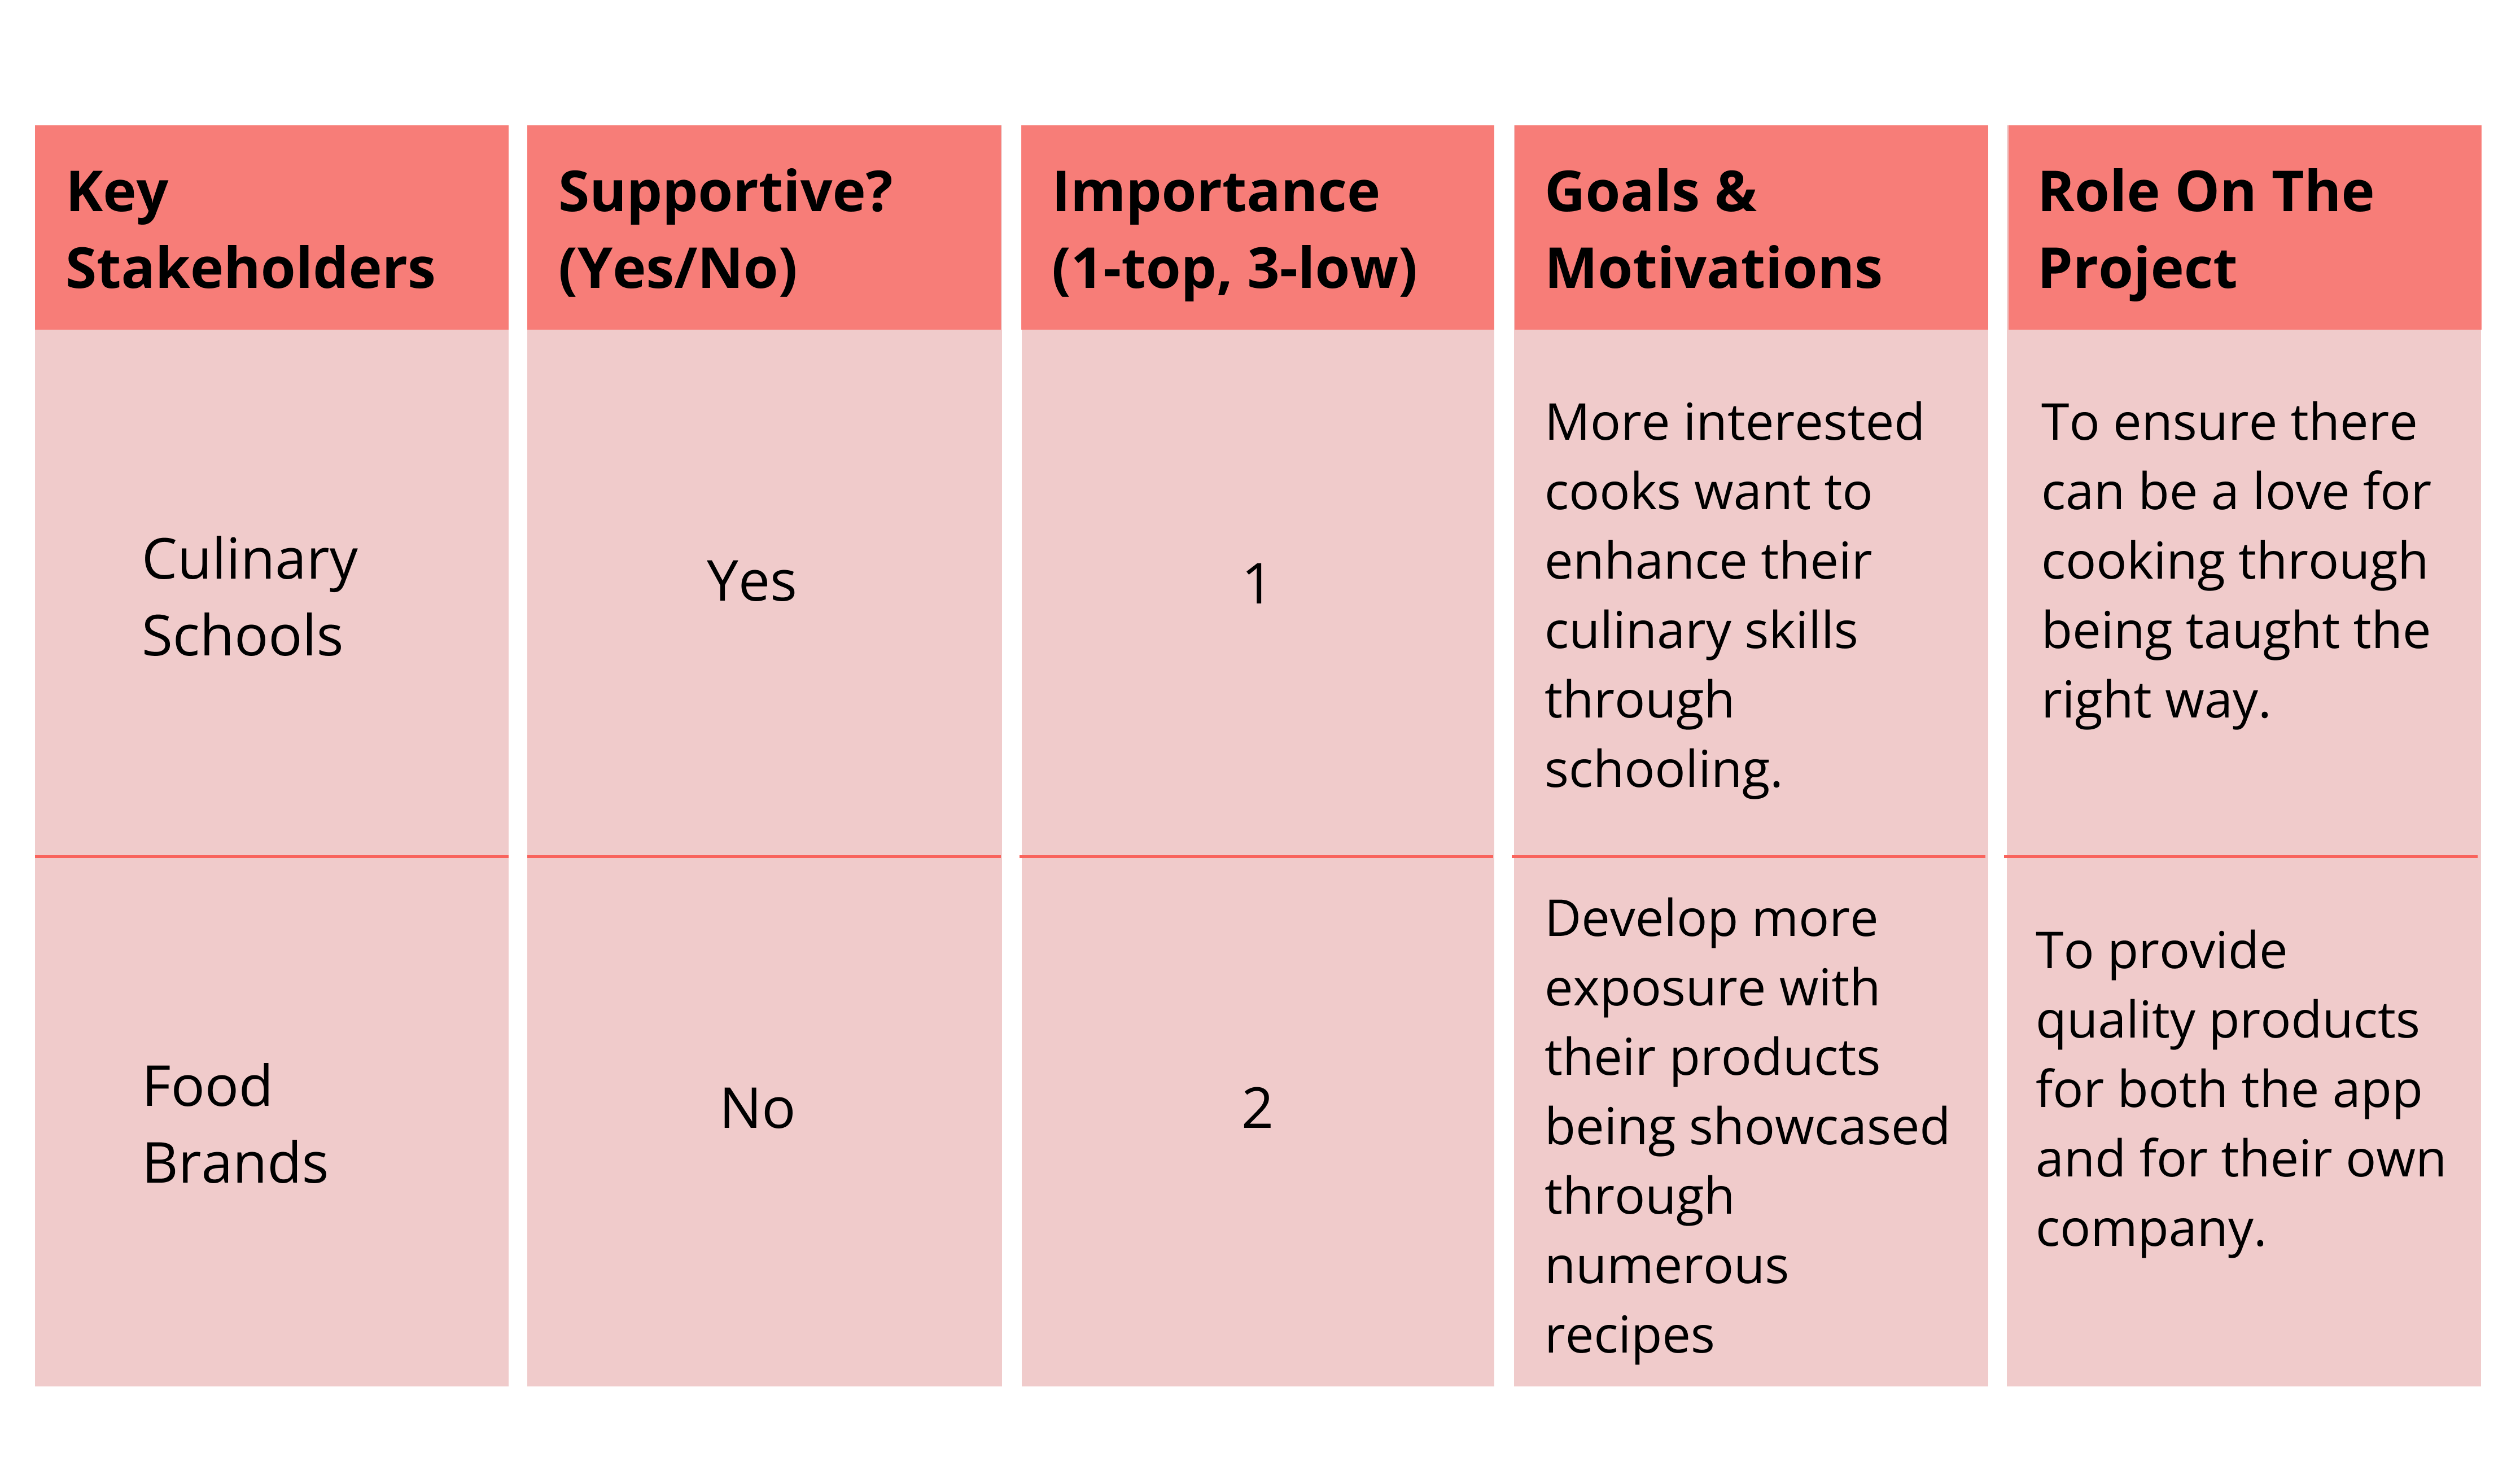 Key
Stakeholders
Supportive?
(Yes/No)
Importance
(1-top, 3-low)
Goals &
Motivations
Role On The
Project
Culinary
Schools
Yes
1
More interested
cooks want to
enhance their
culinary skills
through
schooling.
To ensure there
can be a love for
cooking through
being taught the
right way.
Food
Brands
No
2
Develop more
exposure with
their products
being showcased
through
numerous
recipes
To provide
quality products
for both the app
and for their own
company.